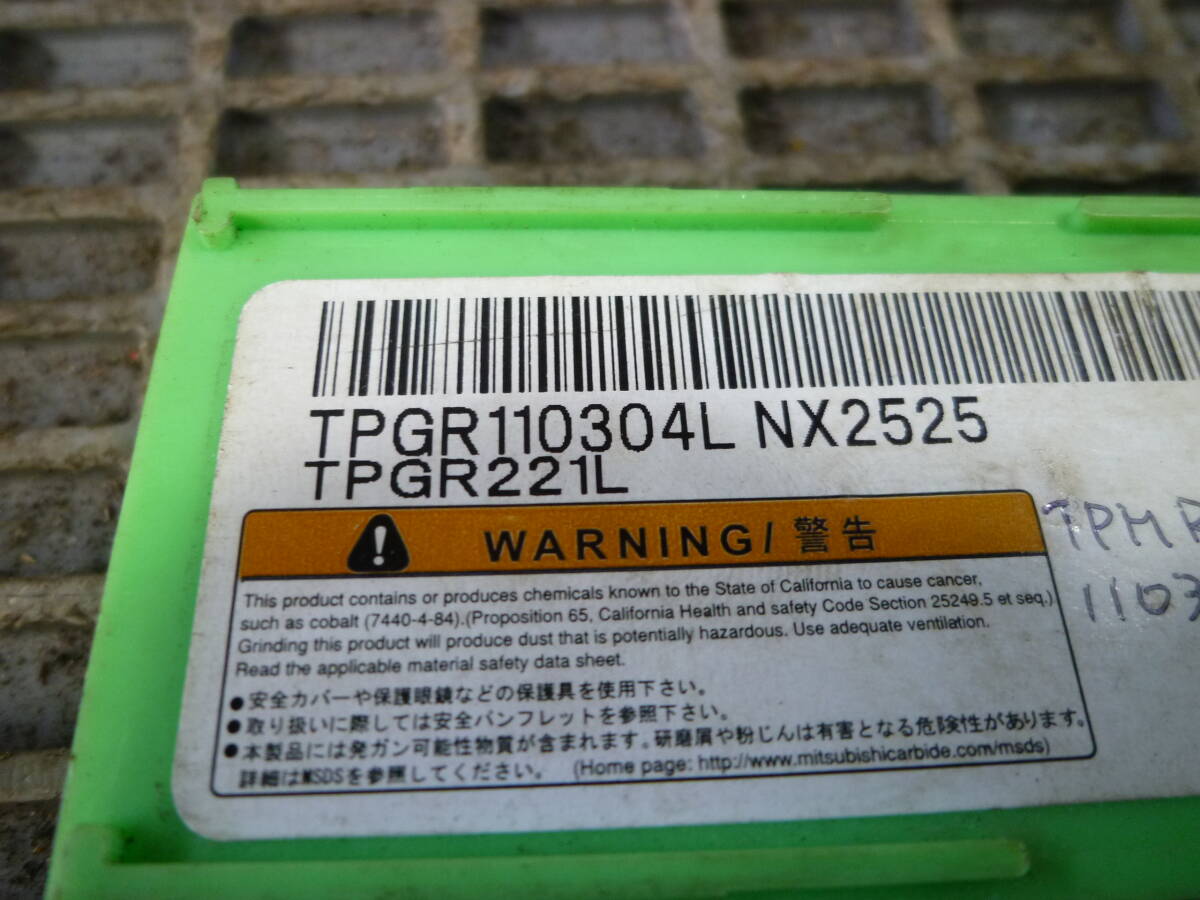 TPGR110304L NX2525
TPGR221L
WARNING/ 警告
This product contains or produces chemicals known to the State of California to cause cancer,
such as cobalt (7440-4-84).(Proposition 65, California Health and safety Code Section 25249.5 et seq.)
Grinding this product will produce dust that is potentially hazardous. Use adequate ventilation.
Read the applicable material safety data sheet.
●安全カバーや保護眼鏡などの保護具を使用下さい。
●取り扱いに際しては安全パンフレットを参照下さい。
●本製品には発ガン可能性物質が含まれます。研磨屑や粉じんは有害となる危険性があります。
詳細はMSDSを参照してください。 (Home page: http://www.mitsubishicarbide.com/msds)
TPM
1103